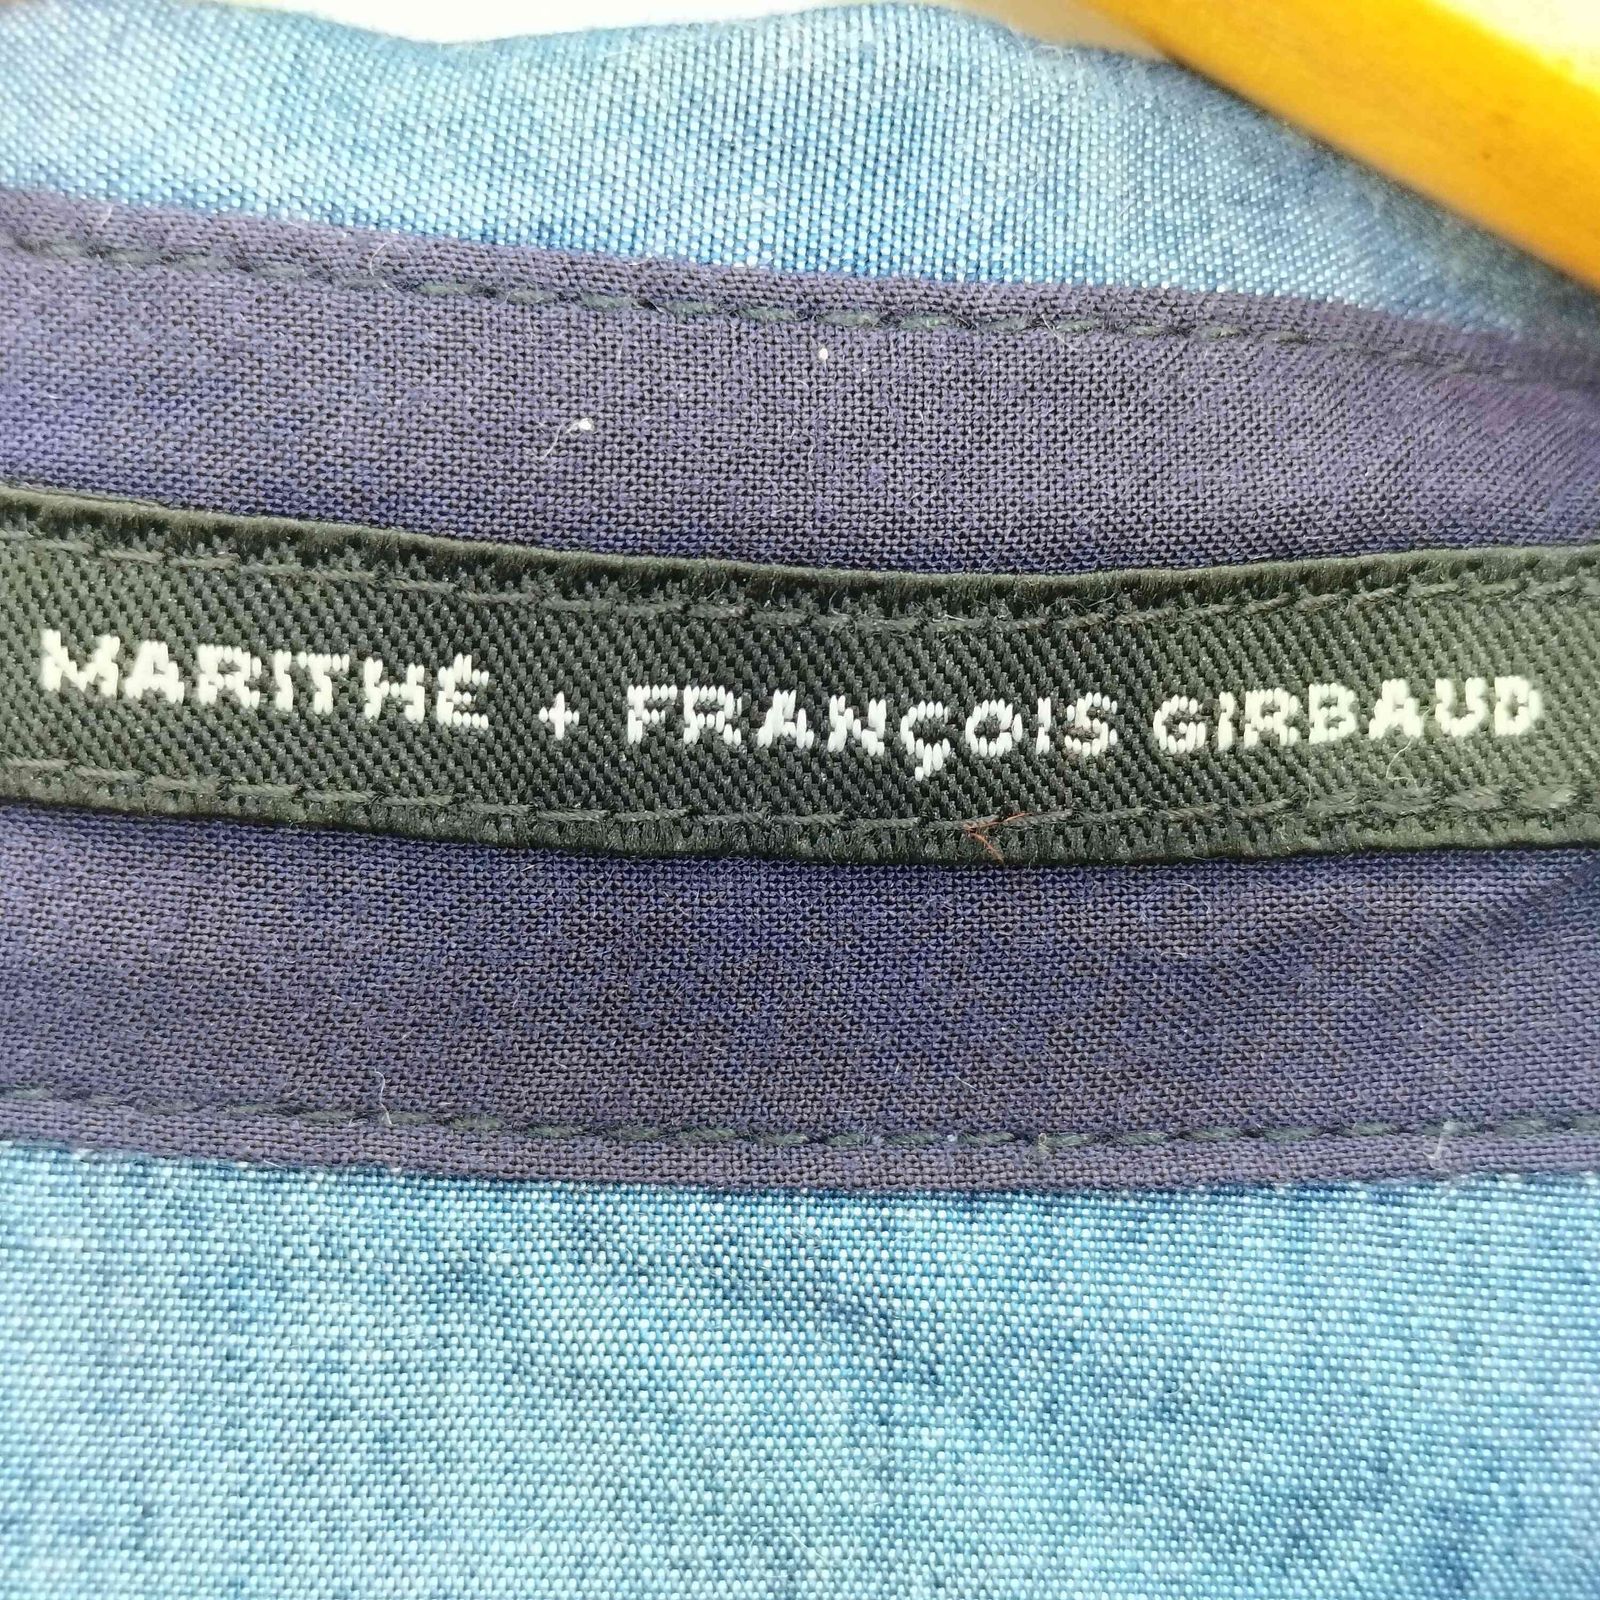 MARITHÉ + FRANÇOIS GIRBAUD